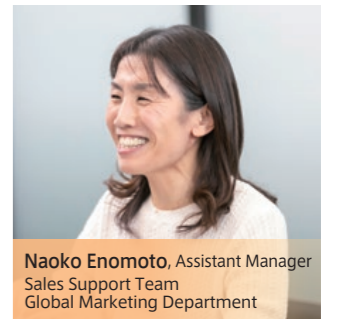 Naoko Enomoto, Assistant Manager
Sales Support Team
Global Marketing Department